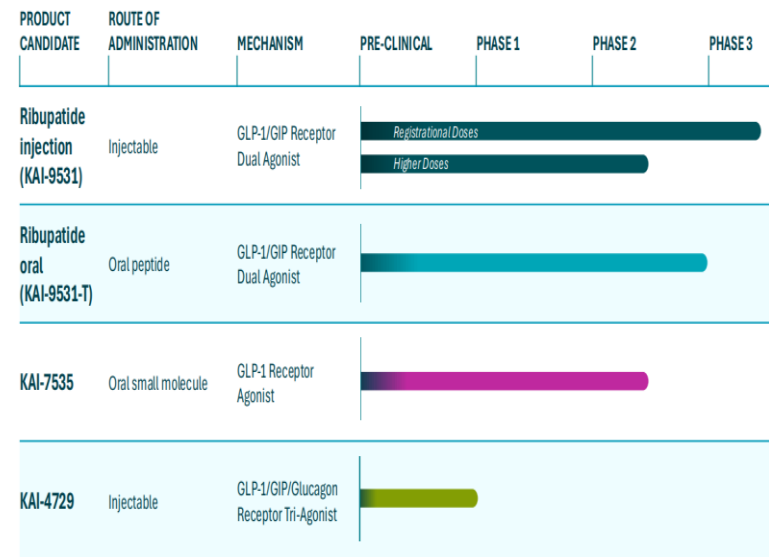 PRODUCT CANDIDATE
ROUTE OF ADMINISTRATION
MECHANISM
PRE-CLINICAL
PHASE 1
PHASE 2
PHASE 3
Ribupatide
injection
(KAI-9531)
Injectable
GLP-1/GIP Receptor
Dual Agonist
Registrational Doses
Higher Doses
Ribupatide
oral
(KAI-9531-T)
Oral peptide
GLP-1/GIP Receptor
Dual Agonist
KAI-7535
Oral small molecule
GLP-1 Receptor
Agonist
KAI-4729
Injectable
GLP-1/GIP/Glucagon
Receptor Tri-Agonist